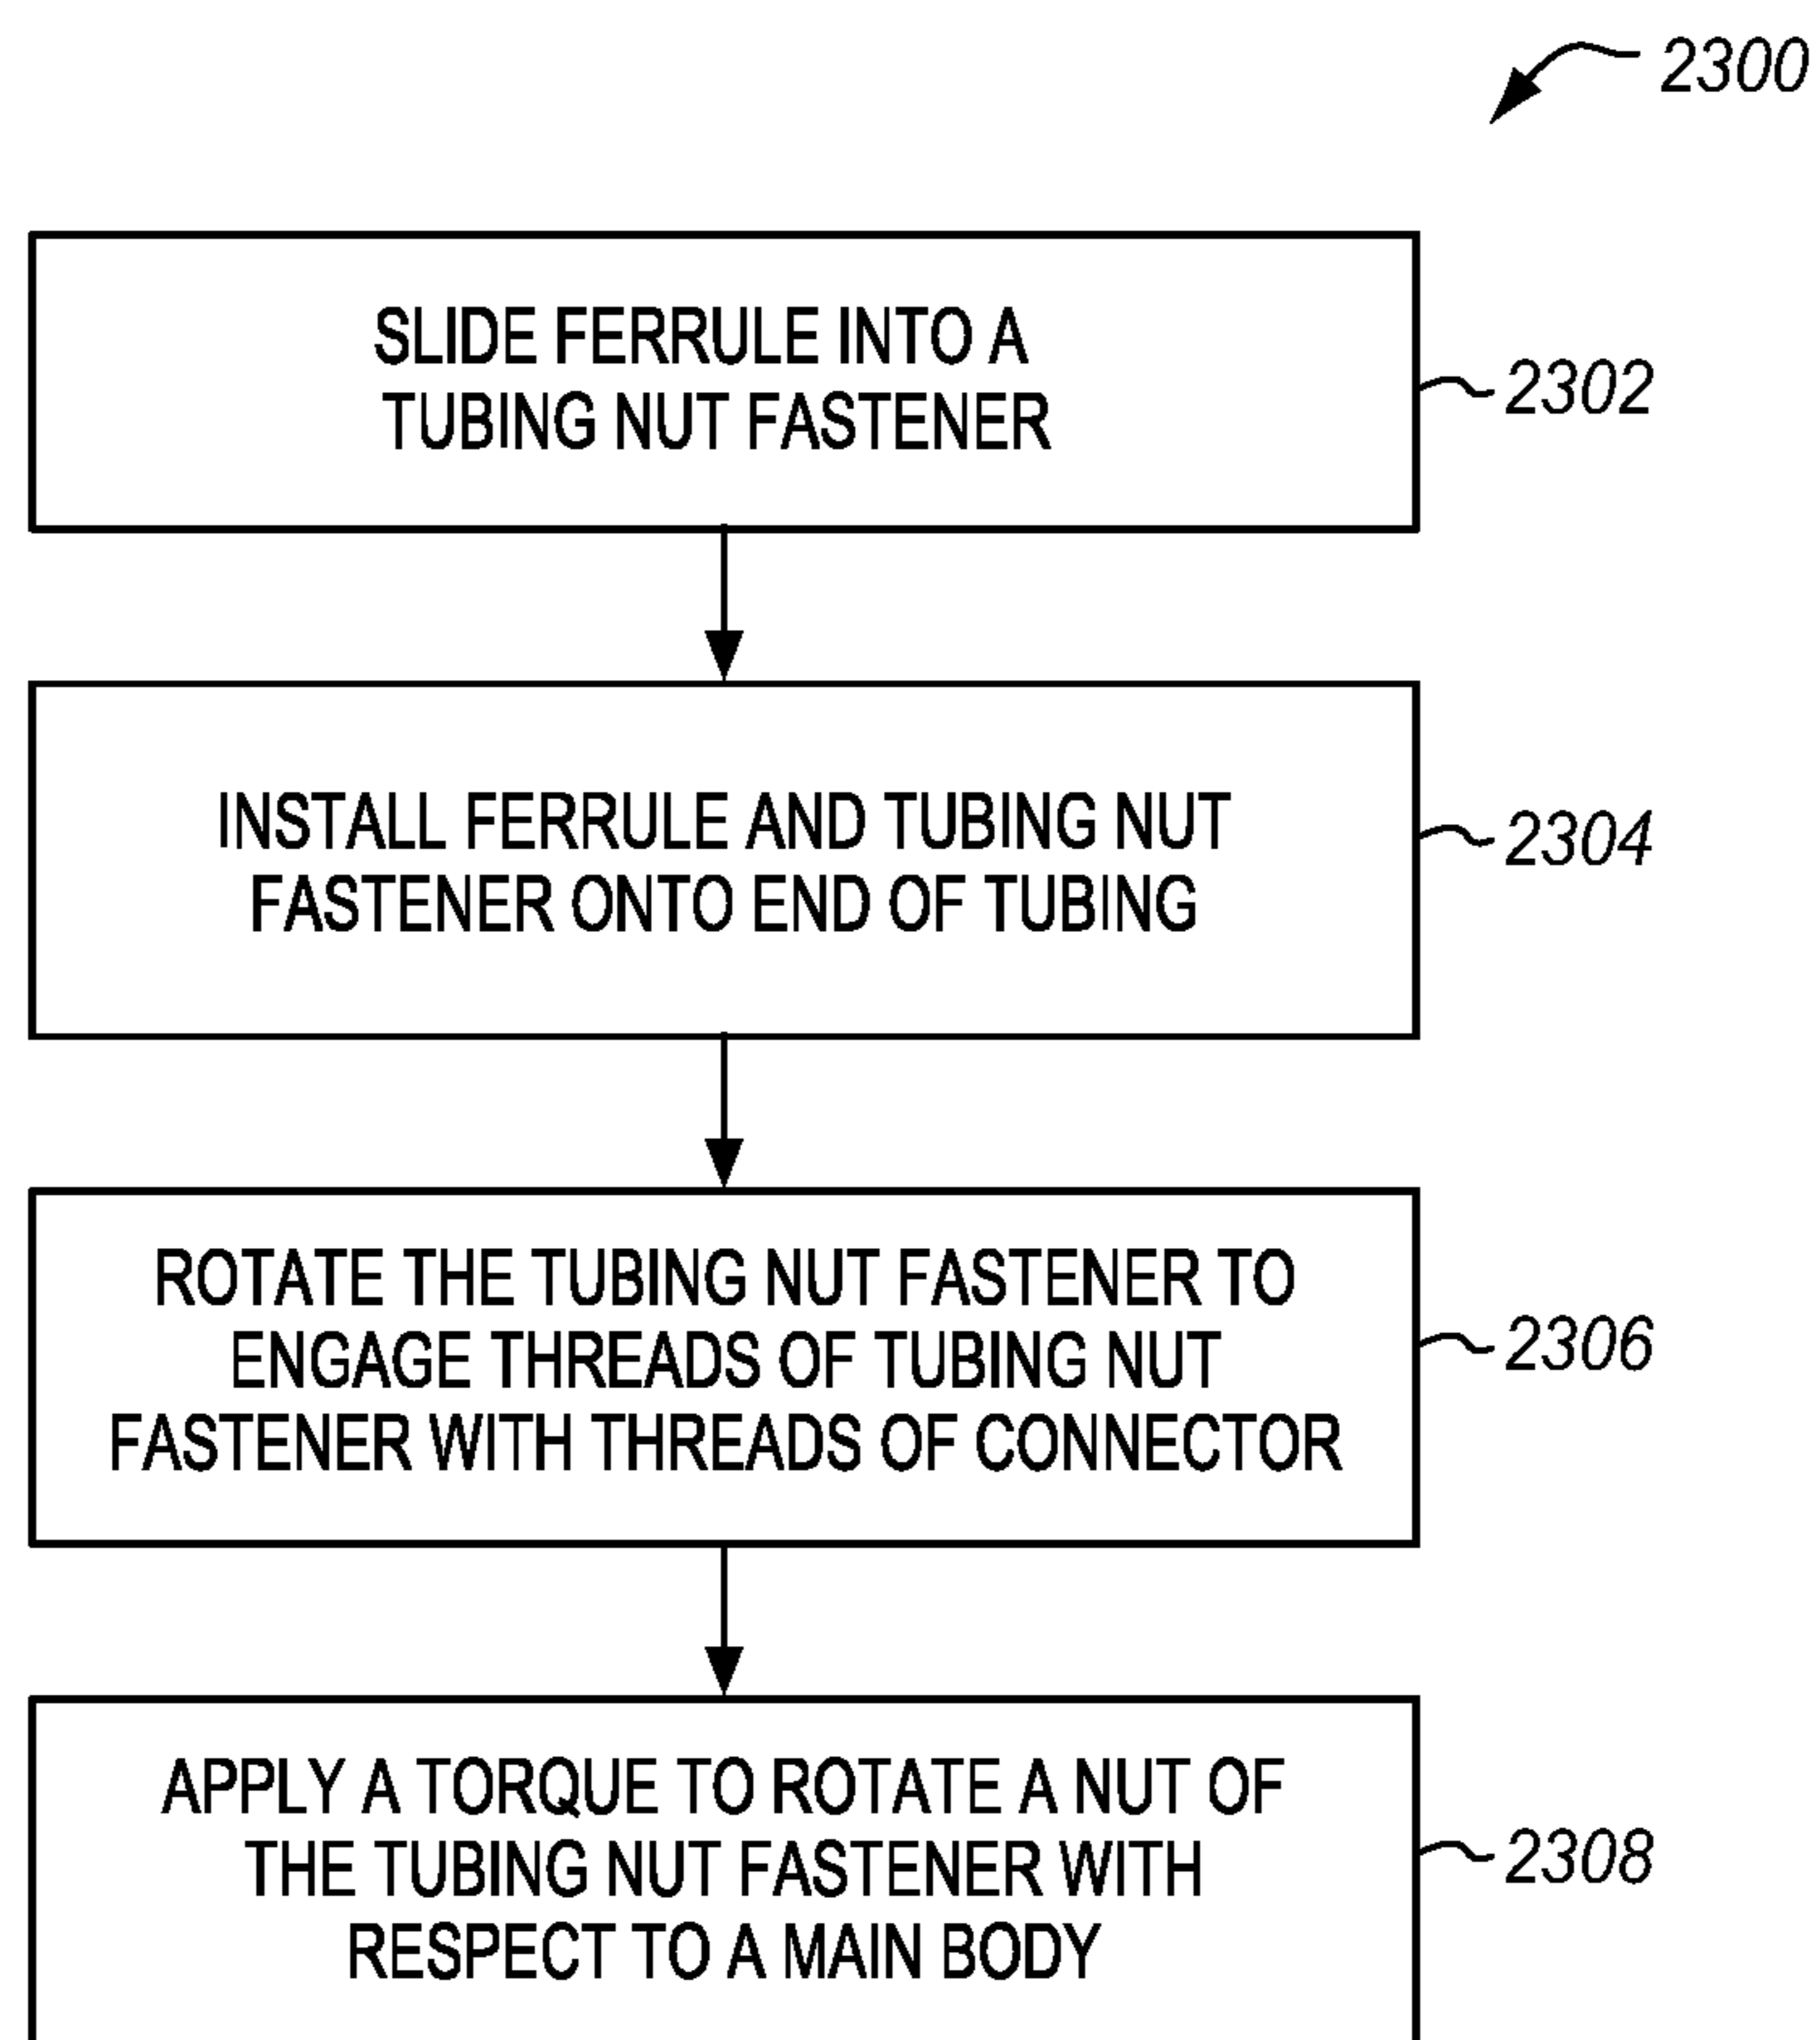 2300
SLIDE FERRULE INTO A
TUBING NUT FASTENER
2302
INSTALL FERRULE AND TUBING NUT
FASTENER ONTO END OF TUBING
2304
ROTATE THE TUBING NUT FASTENER TO
ENGAGE THREADS OF TUBING NUT
FASTENER WITH THREADS OF CONNECTOR
2306
APPLY A TORQUE TO ROTATE A NUT OF
THE TUBING NUT FASTENER WITH
RESPECT TO A MAIN BODY
2308